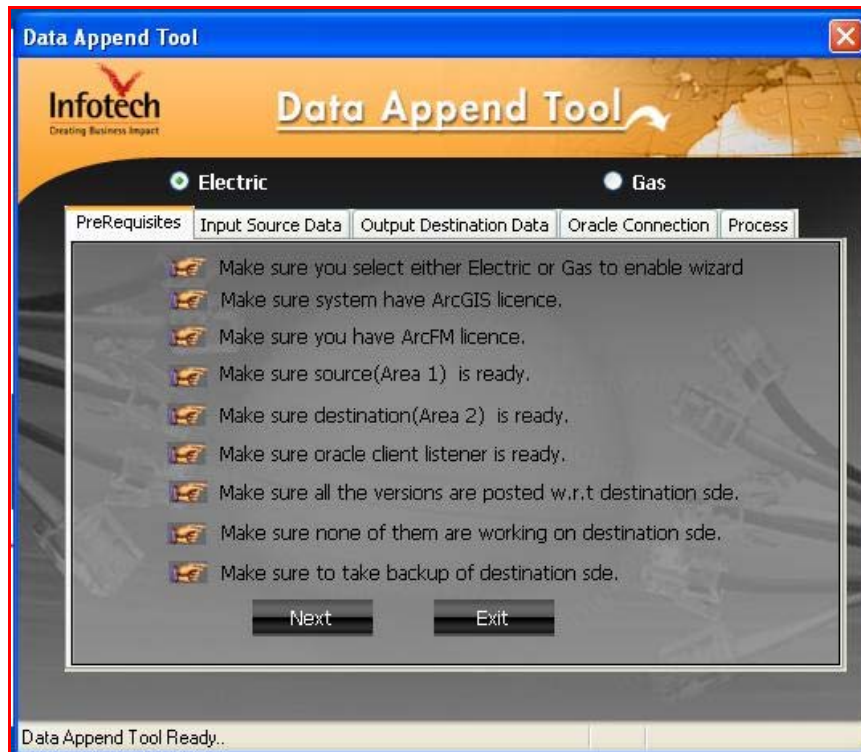 Data Append Tool
Infotech
Creating Business Impact
Data Append Tool
Electric
Gas
PreRequisites
Input Source Data
Output Destination Data
Oracle Connection
Process
Make sure you select either Electric or Gas to enable wizard
Make sure system have ArcGIS licence.
Make sure you have ArcFM licence.
Make sure source(Area 1) is ready.
Make sure destination(Area 2) is ready.
Make sure oracle client listener is ready.
Make sure all the versions are posted w.r.t destination sde.
Make sure none of them are working on destination sde.
Make sure to take backup of destination sde.
Next
Exit
Data Append Tool Ready..